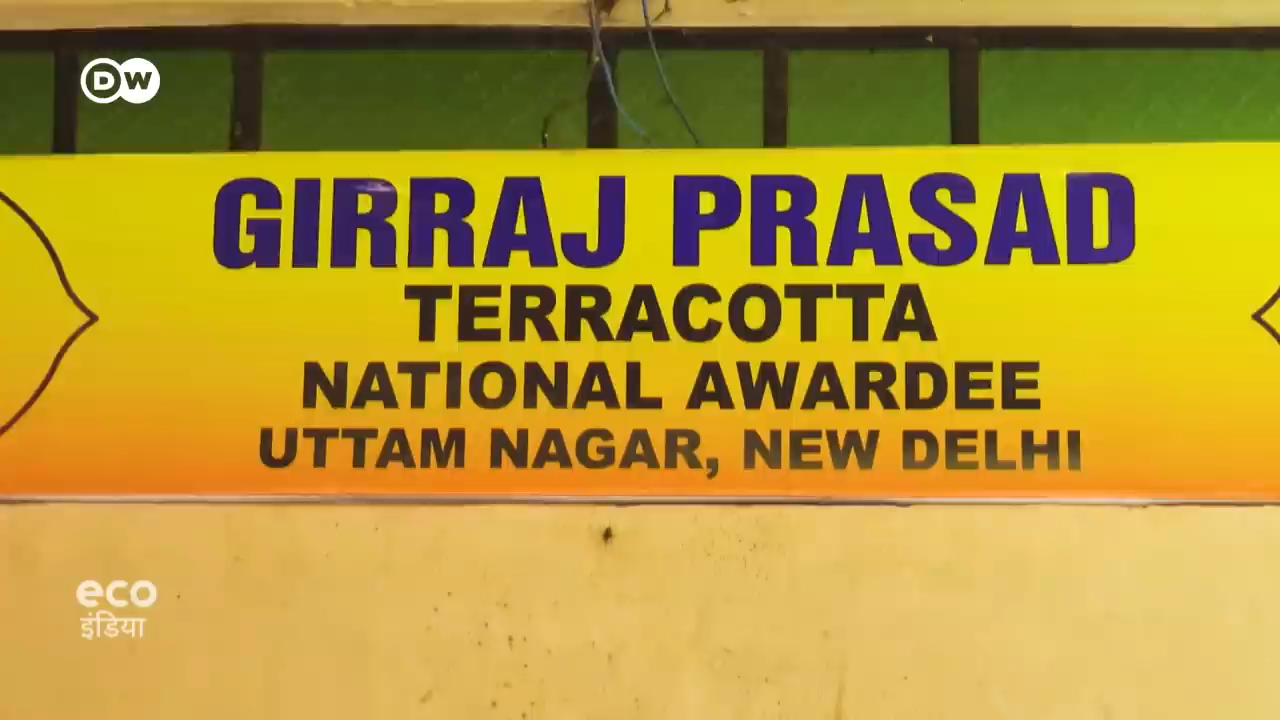 DW
GIRRAJ PRASAD
TERRACOTTA
NATIONAL AWARDEE
UTTAM NAGAR, NEW DELHI
eco
इंडिया